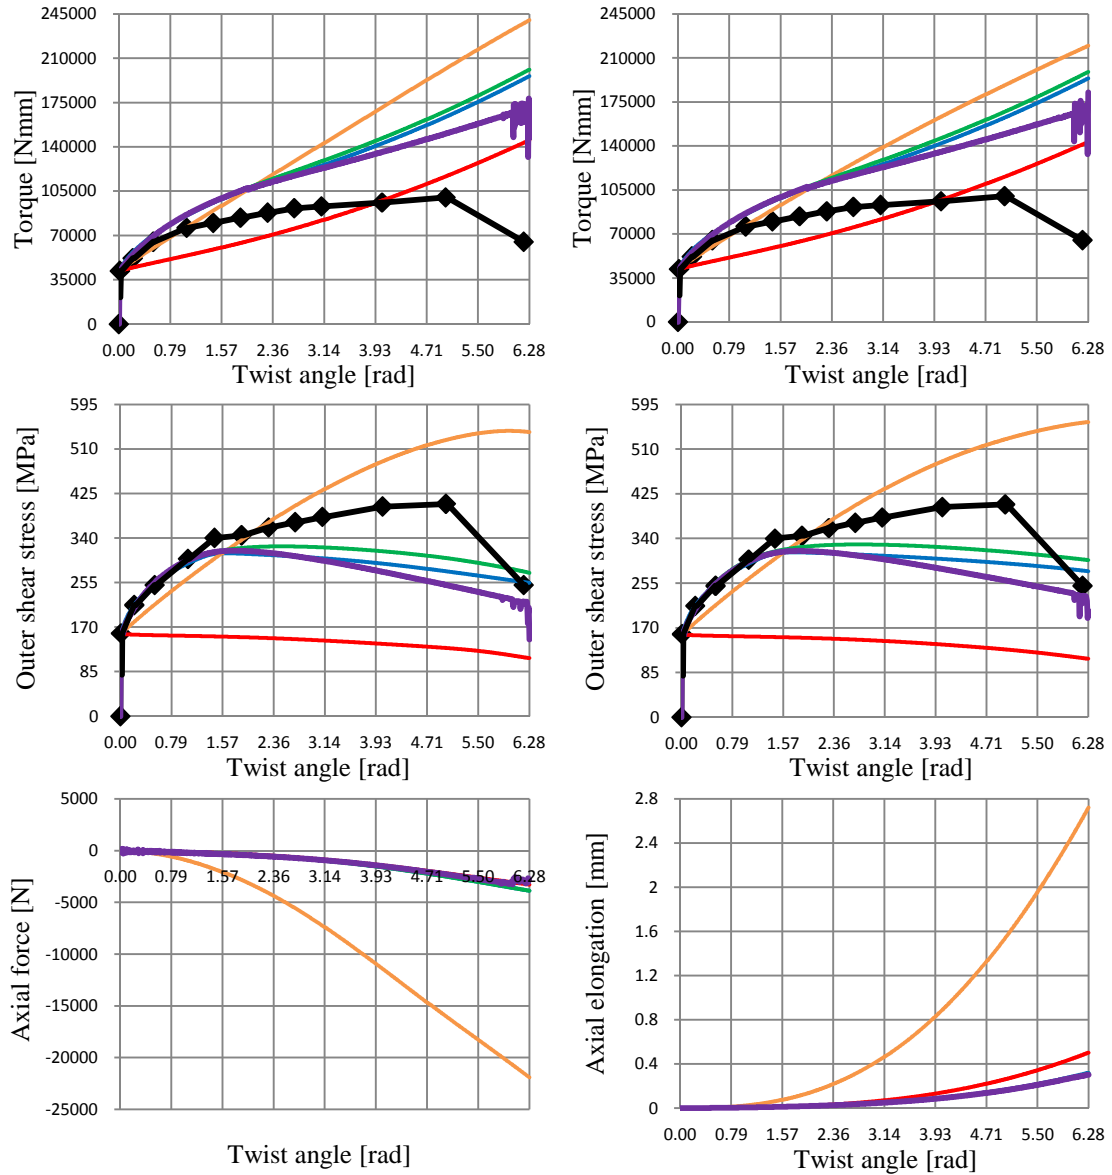 245000
210000
175000
140000
105000
70000
35000
0
Torque [Nmm]
0.00 0.79 1.57 2.36 3.14 3.93 4.71 5.50 6.28
Twist angle [rad]
245000
210000
175000
140000
105000
70000
35000
0
Torque [Nmm]
0.00 0.79 1.57 2.36 3.14 3.93 4.71 5.50 6.28
Twist angle [rad]
595
510
425
340
255
170
85
0
Outer shear stress [MPa]
0.00 0.79 1.57 2.36 3.14 3.93 4.71 5.50 6.28
Twist angle [rad]
595
510
425
340
255
170
85
0
Outer shear stress [MPa]
0.00 0.79 1.57 2.36 3.14 3.93 4.71 5.50 6.28
Twist angle [rad]
5000
0
-5000
-10000
-15000
-20000
-25000
Axial force [N]
0.00 0.79 1.57 2.36 3.14 3.93 4.71 5.50 6.28
Twist angle [rad]
2.8
2.4
2
1.6
1.2
0.8
0.4
0
Axial elongation [mm]
0.00 0.79 1.57 2.36 3.14 3.93 4.71 5.50 6.28
Twist angle [rad]